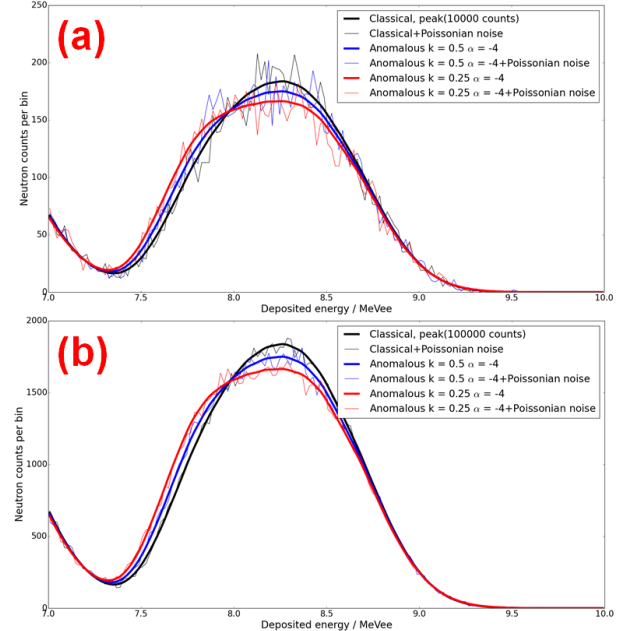 (a)
250
200
150
100
50
0
Neutron counts per bin
Classical, peak(10000 counts)
Classical+Poissonian noise
Anomalous k = 0.5 α = -4
Anomalous k = 0.5 α = -4+Poissonian noise
Anomalous k = 0.25 α = -4
Anomalous k = 0.25 α = -4+Poissonian noise
7.0 7.5 8.0 8.5 9.0 9.5 10.0
Deposited energy / MeVee
(b)
2000
1500
1000
500
0
Neutron counts per bin
Classical, peak(100000 counts)
Classical+Poissonian noise
Anomalous k = 0.5 α = -4
Anomalous k = 0.5 α = -4+Poissonian noise
Anomalous k = 0.25 α = -4
Anomalous k = 0.25 α = -4+Poissonian noise
7.0 7.5 8.0 8.5 9.0 9.5 10.0
Deposited energy / MeVee